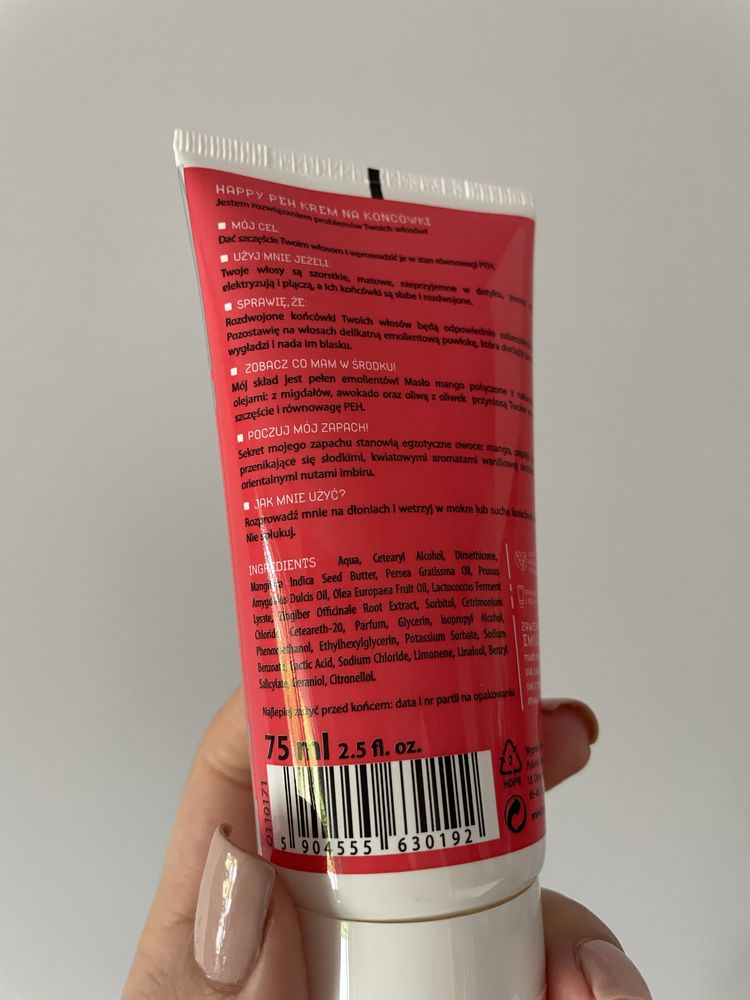 HAPPY PEH KREM NA KOŃCÓWKI
Jestem rozwiązaniem problemów Twoich włosów!
MÓJ CEL:
Dać szczęście Twoim włosom i wprowadzić je w stan równowagi PEH.
UŻYJ MNIE JEŻELI:
Twoje włosy są szorstkie, matowe, nieprzyjemne w dotyku,
elektryzują i plączą, a ich końcówki są słabe i rozdwojone.
SPRAWIĘ, ŻE:
Rozdwojone końcówki Twoich włosów będą odpowiednio
Pozostawię na włosach delikatną emolientową powłokę, która
wygładzi i nada im blasku.
ZOBACZ CO MAM W ŚRODKU!
Mój skład jest pełen emolientów! Masło mango połączone z
olejami: z migdałów, awokado oraz oliwą z oliwek przyniosą Twoim
szczęście i równowagę PEH.
POCZUJ MÓJ ZAPACH!
Sekret mojego zapachu stanowią egzotyczne owoce: mango,
przenikające się słodkimi, kwiatowymi aromatami waniliowej
orientalnymi nutami imbiru.
JAK MNIE UŻYĆ?
Rozprowadź mnie na dłoniach i wetrzyj w mokre lub suche
Nie spłukuj.
INGREDIENTS Aqua, Cetearyl Alcohol, Dimethicone,
Mangifera Indica Seed Butter, Persea Gratissma Oil, Prunus
Amygdalus Dulcis Oil, Olea Europaea Fruit Oil, Lactococcus Ferment
Lysate, Zingiber Officinale Root Extract, Sorbitol, Cetrimonium
Chloride, Ceteareth-20, Parfum, Glycerin, Isopropyl Alcohol,
Phenoxyethanol, Ethylhexylglycerin, Potassium Sorbate, Sodium
Benzoate, Lactic Acid, Sodium Chloride, Limonene, Linalool, Benzyl
Salicylate, Geraniol, Citronellol.
Najlepiej zużyć przed końcem: data i nr partii na opakowaniu
75 ml 2.5 fl. oz.
0110171
2
HDPE
5 904555 630192